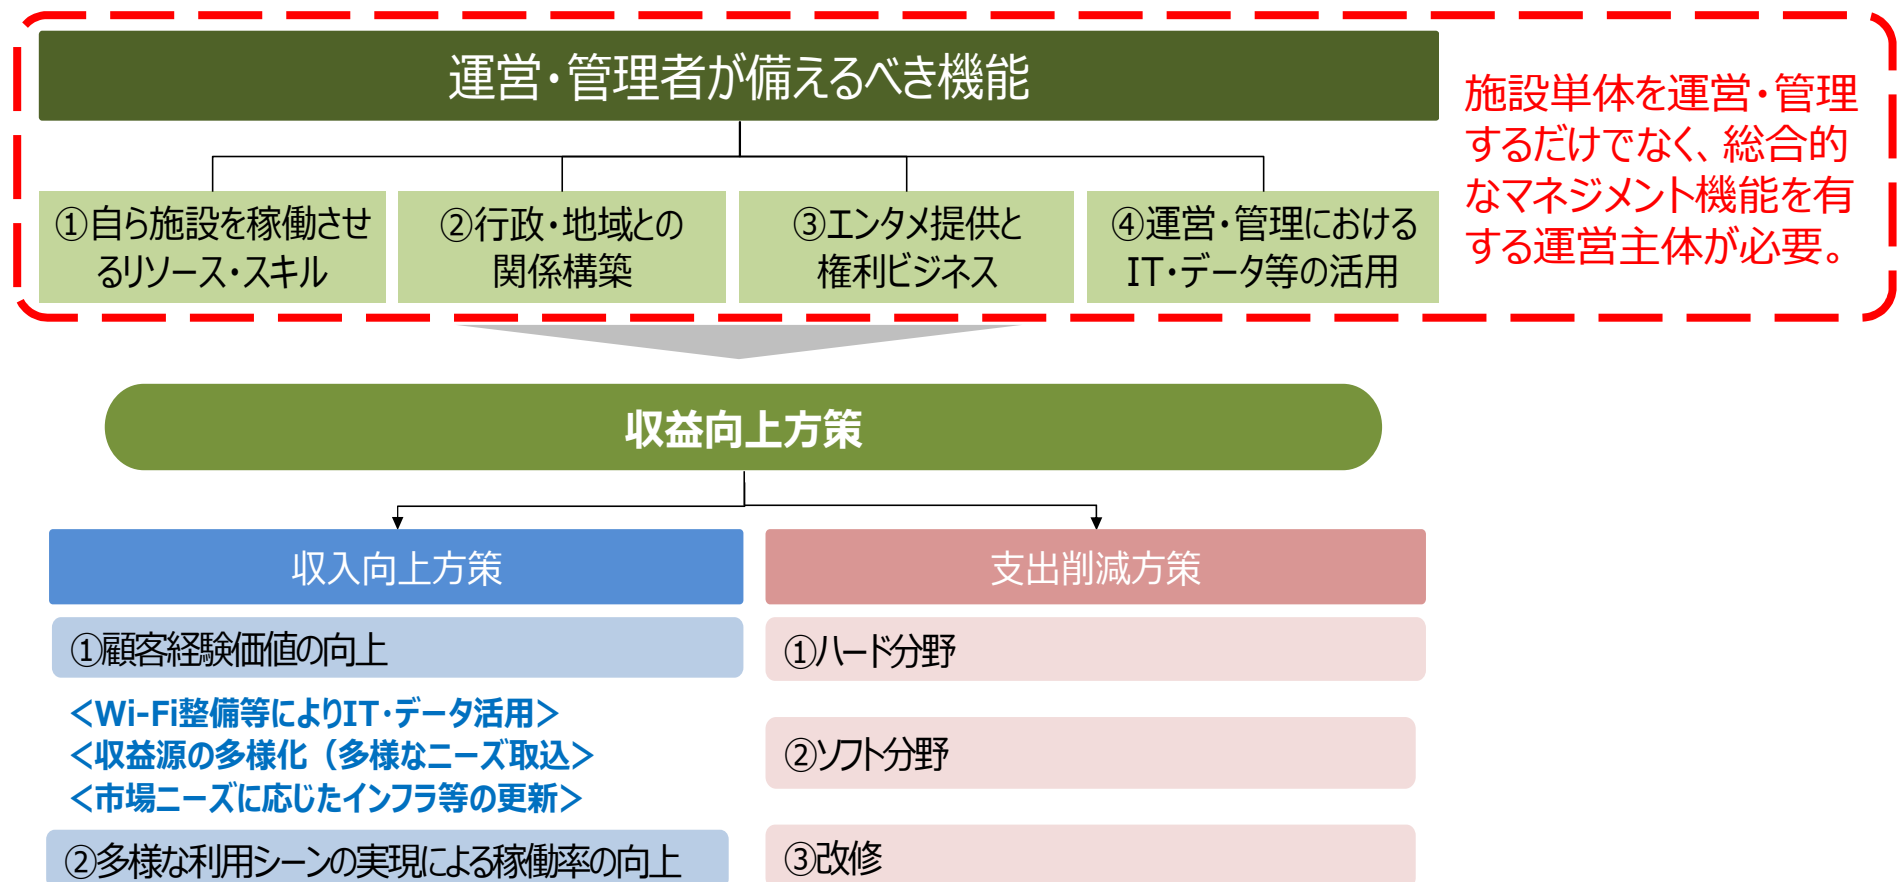 運営・管理者が備えるべき機能
施設単体を運営・管理
するだけでなく、総合的
なマネジメント機能を有
する運営主体が必要。
①自ら施設を稼働させ
るリソース・スキル
②行政・地域との
関係構築
③エンタメ提供と
権利ビジネス
④運営・管理における
IT・データ等の活用
収益向上方策
収入向上方策
①顧客経験価値の向上
<Wi-Fi整備等によりIT・データ活用>
<収益源の多様化（多様なニーズ取込>
<市場ニーズに応じたインフラ等の更新>
②多様な利用シーンの実現による稼働率の向上
支出削減方策
①ハード分野
②ソフト分野
③改修